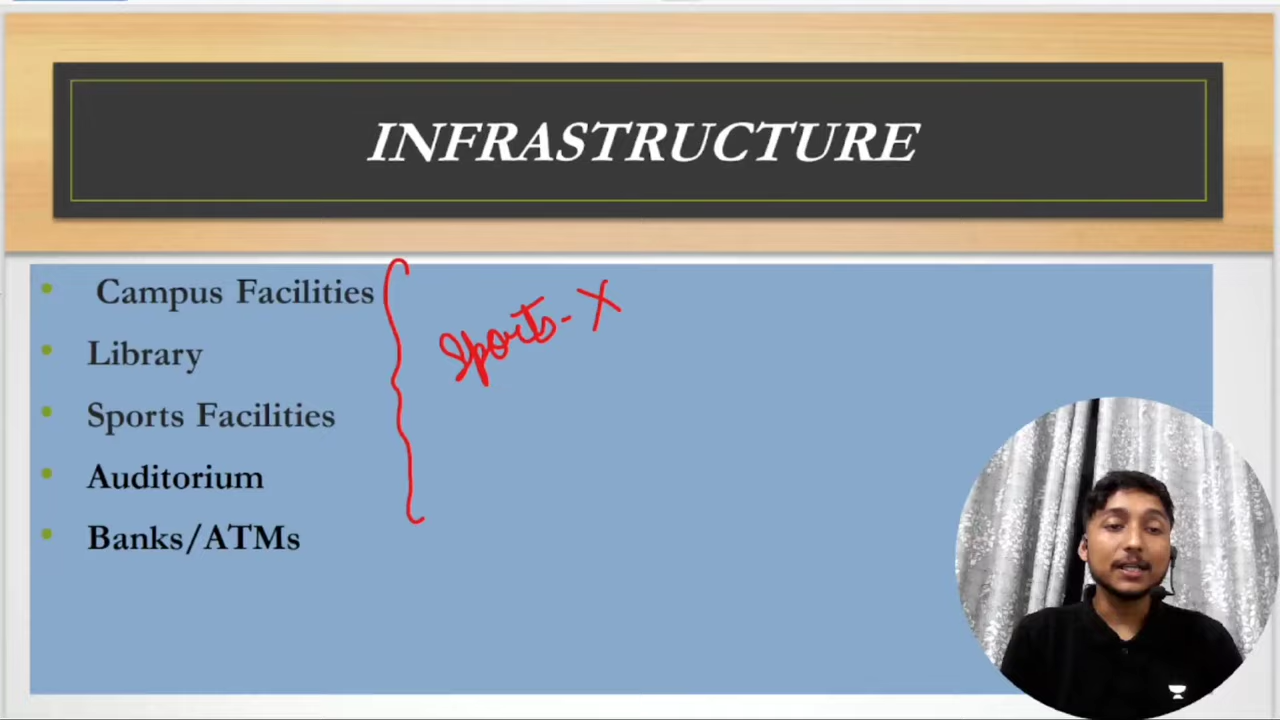 INFRASTRUCTURE
Campus Facilities
Library
Sports Facilities
Auditorium
Banks/ATMs
Sports- X